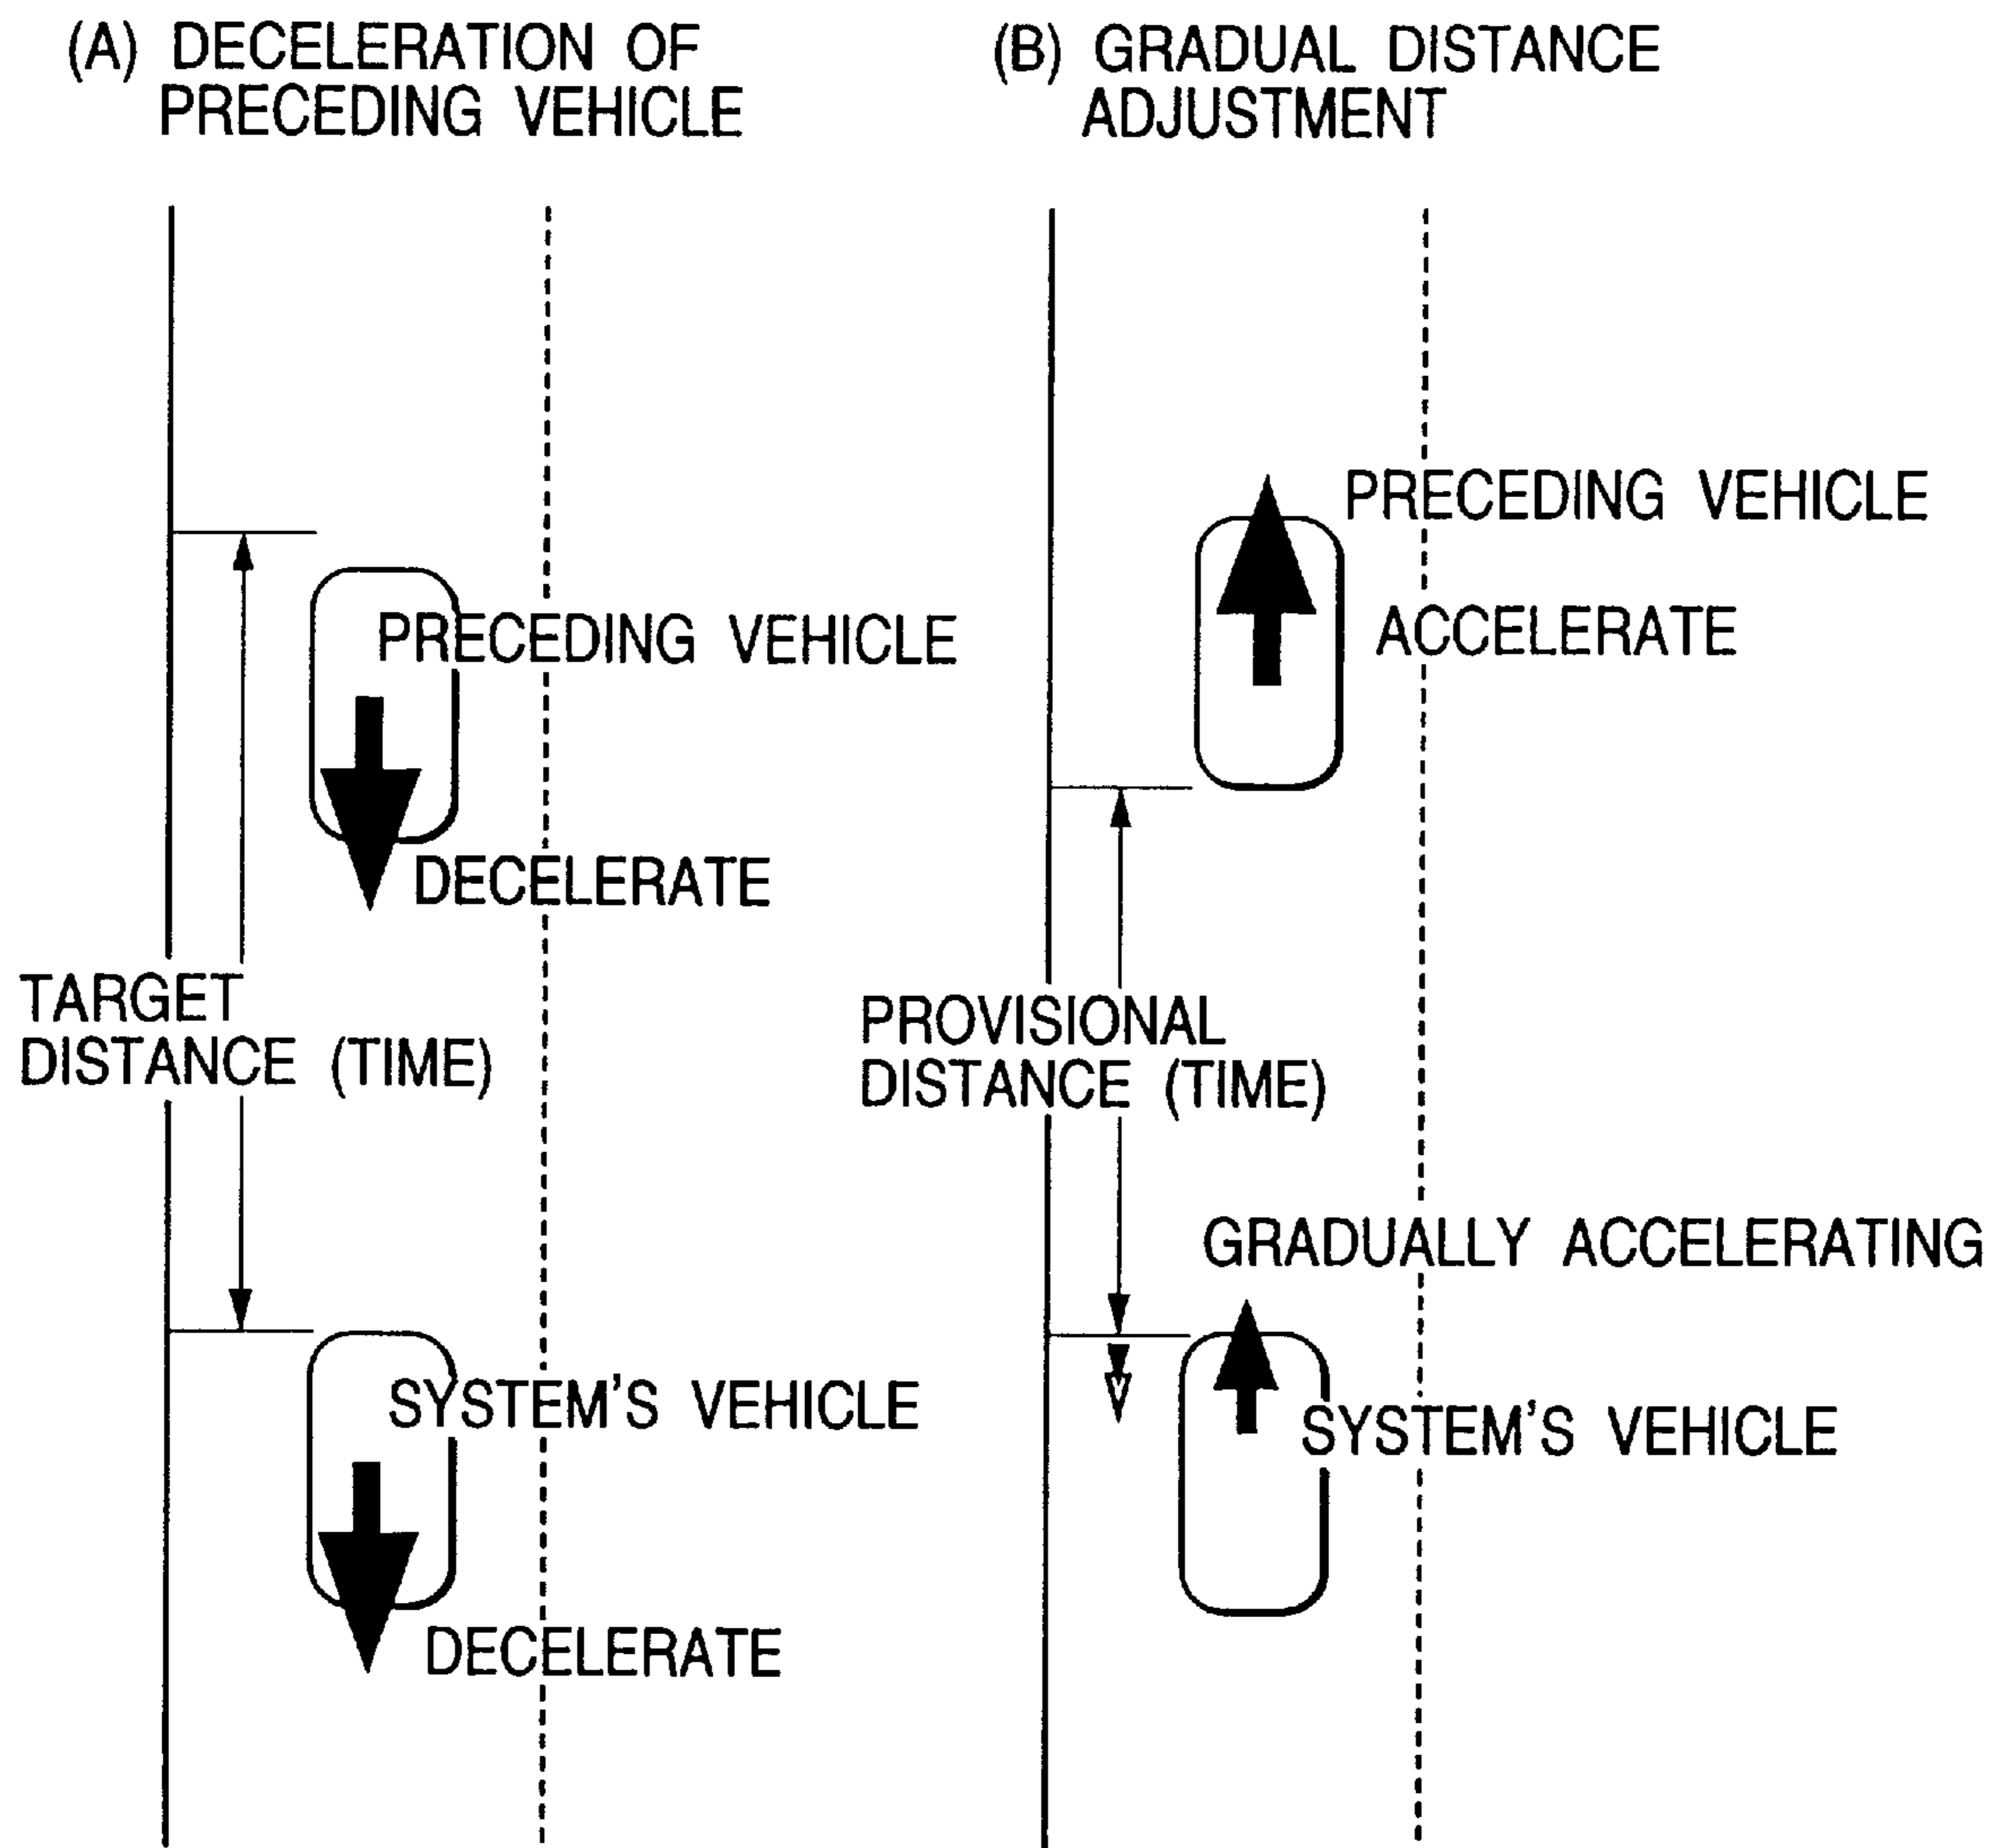 (A) DECELERATION OF
PRECEDING VEHICLE
PRECEDING VEHICLE
DECELERATE
TARGET
DISTANCE (TIME)
SYSTEM'S VEHICLE
DECELERATE
(B) GRADUAL DISTANCE
ADJUSTMENT
PRECEDING VEHICLE
ACCELERATE
PROVISIONAL
DISTANCE (TIME)
GRADUALLY ACCELERATING
SYSTEM'S VEHICLE